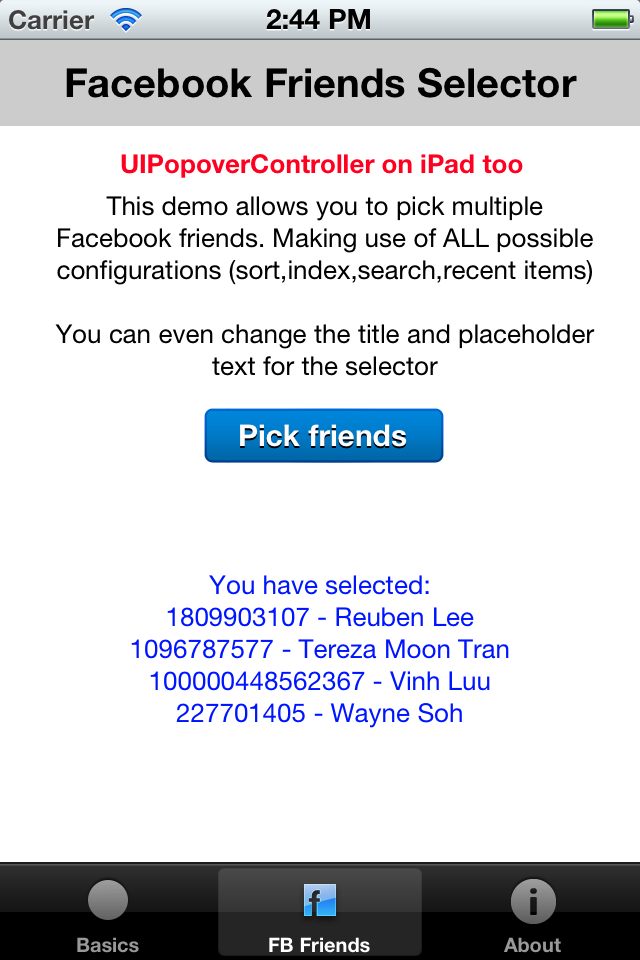 Carrier 2:44 PM
Facebook Friends Selector
UIPopoverController on iPad too
This demo allows you to pick multiple
Facebook friends. Making use of ALL possible
configurations (sort,index,search,recent items)
You can even change the title and placeholder
text for the selector
Pick friends
You have selected:
1809903107 - Reuben Lee
1096787577 - Tereza Moon Tran
100000448562367 - Vinh Luu
227701405 - Wayne Soh
Basics FB Friends About